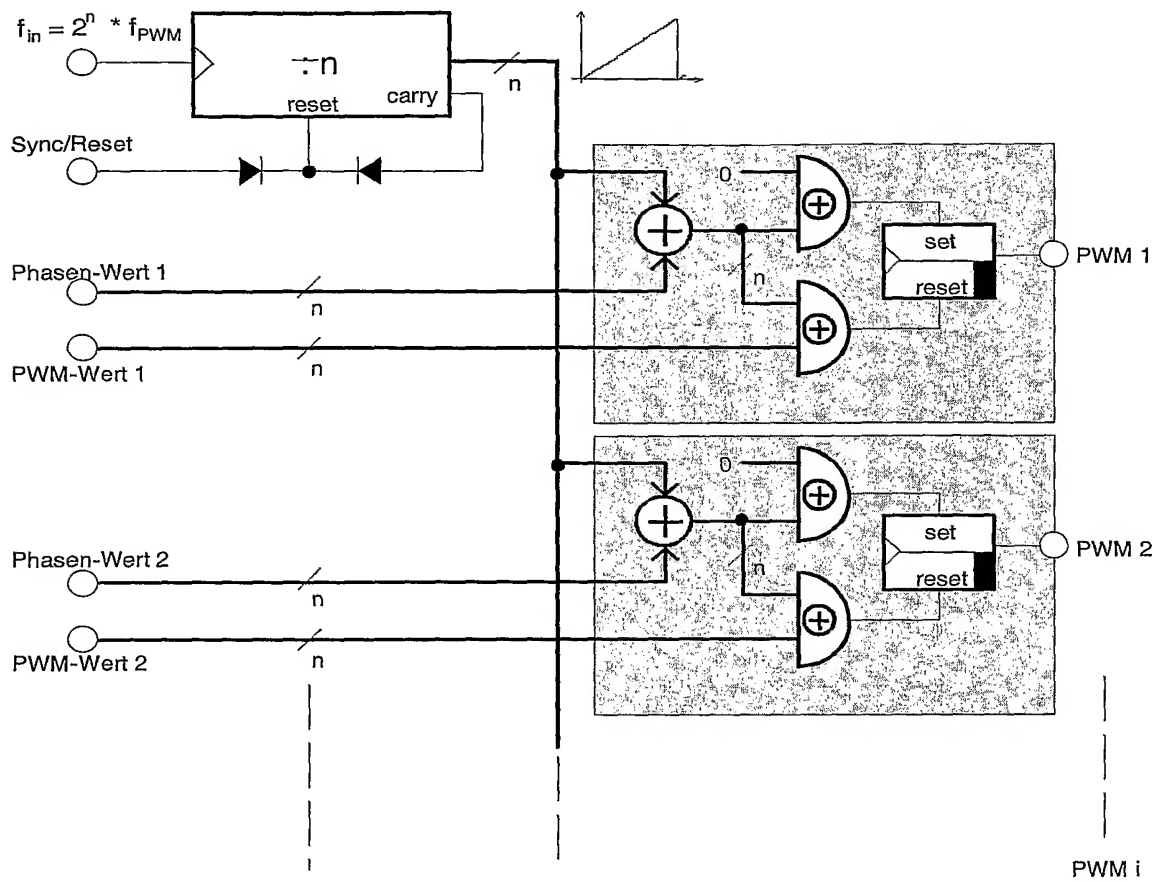 f_in = 2^n * f_PWM
÷n
reset
carry
n
Sync/Reset
0
set
reset
PWM 1
Phasen-Wert 1
n
n
PWM-Wert 1
n
0
set
reset
PWM 2
Phasen-Wert 2
n
n
PWM-Wert 2
n
PWM i